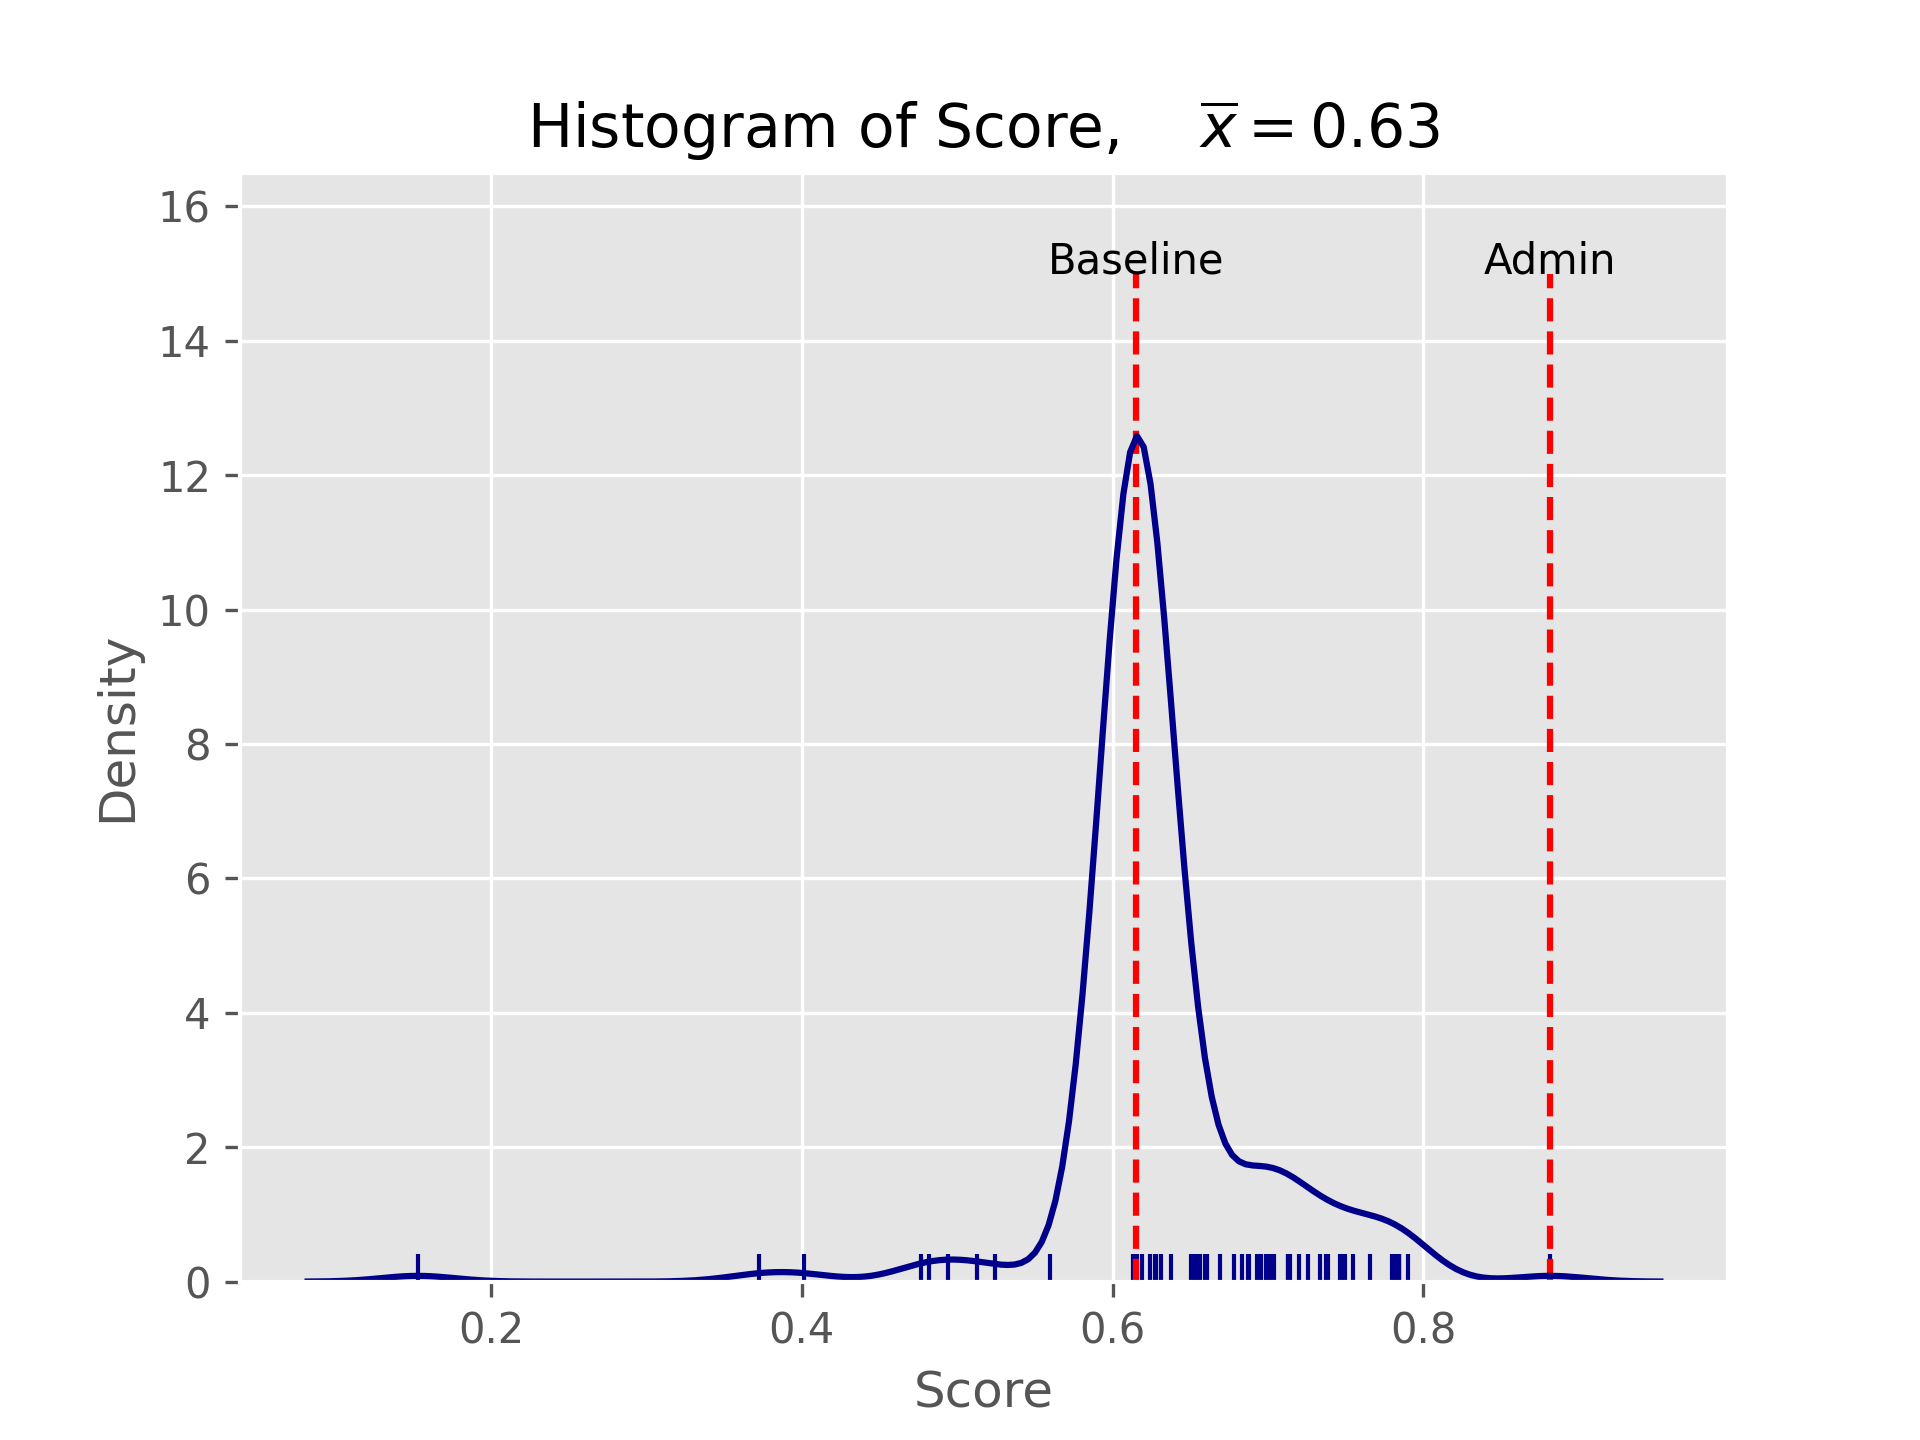 Histogram of Score, x̅ = 0.63
16
Baseline Admin
14
12
10
8
6
4
2
0
Density
0.2 0.4 0.6 0.8
Score